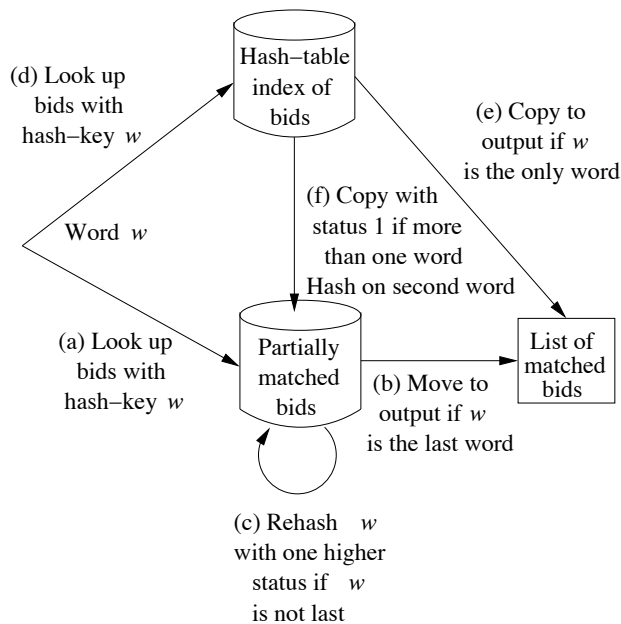 Hash–table
index of
bids
(d) Look up
bids with
hash–key w
(e) Copy to
output if w
is the only word
Word w
(f) Copy with
status 1 if more
than one word
Hash on second word
(a) Look up
bids with
hash–key w
Partially
matched
bids
List of
matched
bids
(b) Move to
output if w
is the last word
(c) Rehash w
with one higher
status if w
is not last